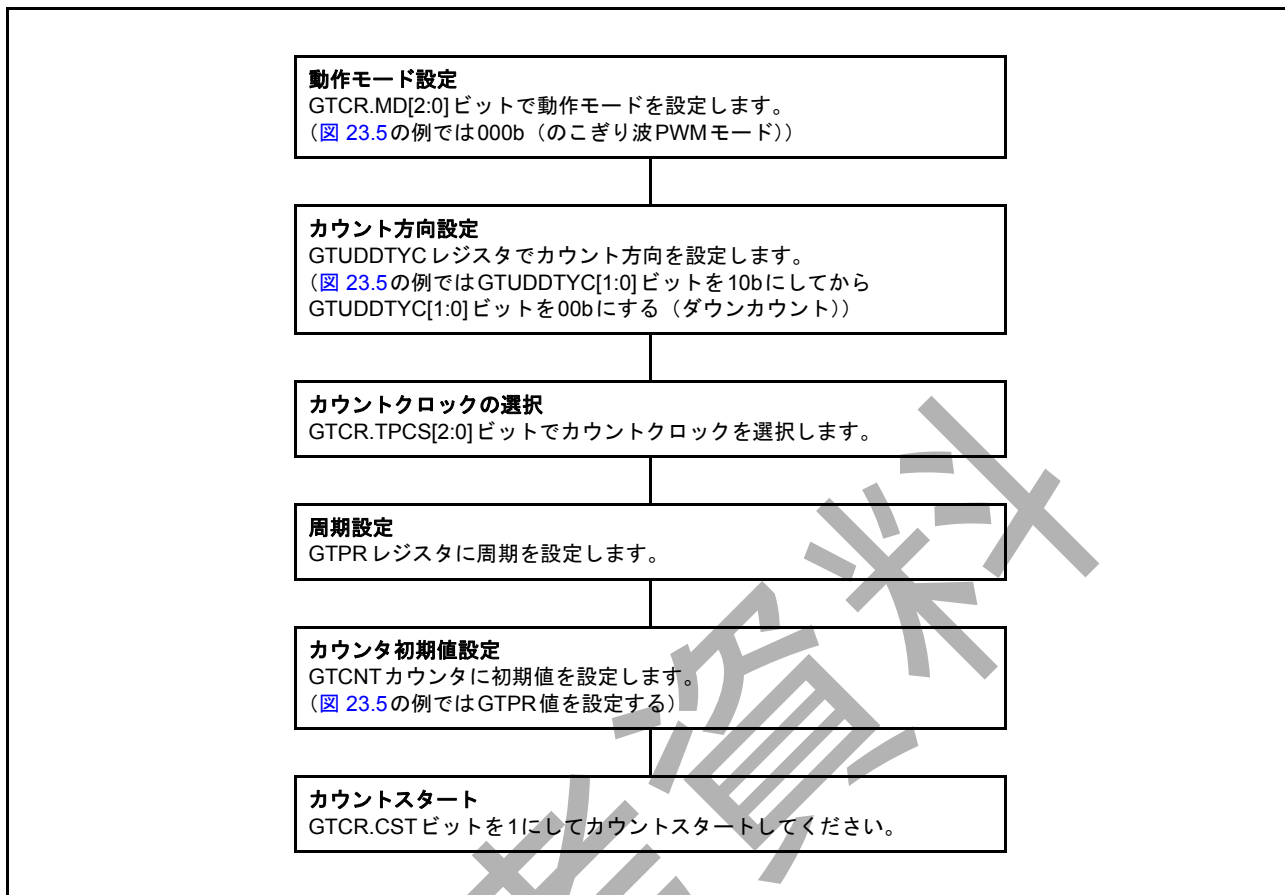 動作モード設定
GTCR.MD[2:0]ビットで動作モードを設定します。
（図 23.5の例では000b（のこぎり波PWMモード））
カウント方向設定
GTUDDTYCレジスタでカウント方向を設定します。
（図 23.5の例ではGTUDDTYC[1:0]ビットを10bにしてから
GTUDDTYC[1:0]ビットを00bにする（ダウンカウント））
カウントクロックの選択
GTCR.TPCS[2:0]ビットでカウントクロックを選択します。
周期設定
GTPRレジスタに周期を設定します。
カウンタ初期値設定
GTCNTカウンタに初期値を設定します。
（図 23.5の例ではGTPR値を設定する）
カウントスタート
GTCR.CSTビットを1にしてカウントスタートしてください。
資料